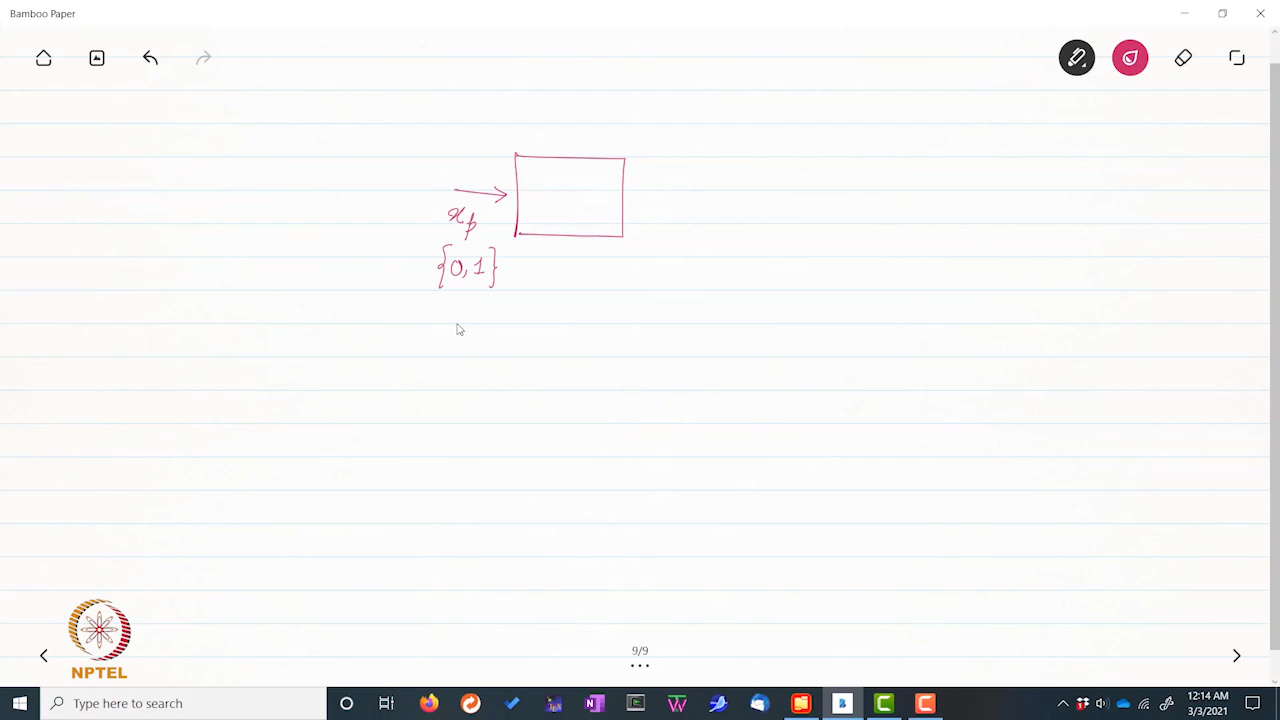 Bamboo Paper
x_p
{0,1}
NPTEL
9/9
Type here to search
12:14 AM
3/3/2021